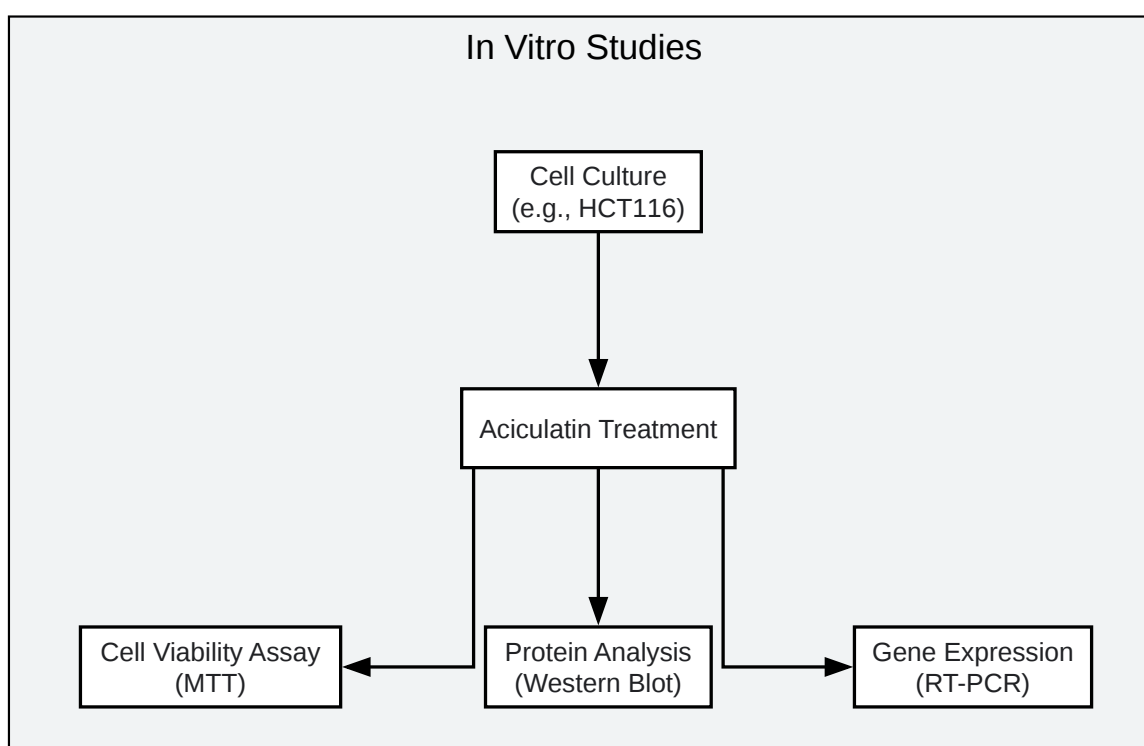 In Vitro Studies
Cell Culture
(e.g., HCT116)
Aciculatin Treatment
Cell Viability Assay
(MTT)
Protein Analysis
(Western Blot)
Gene Expression
(RT-PCR)